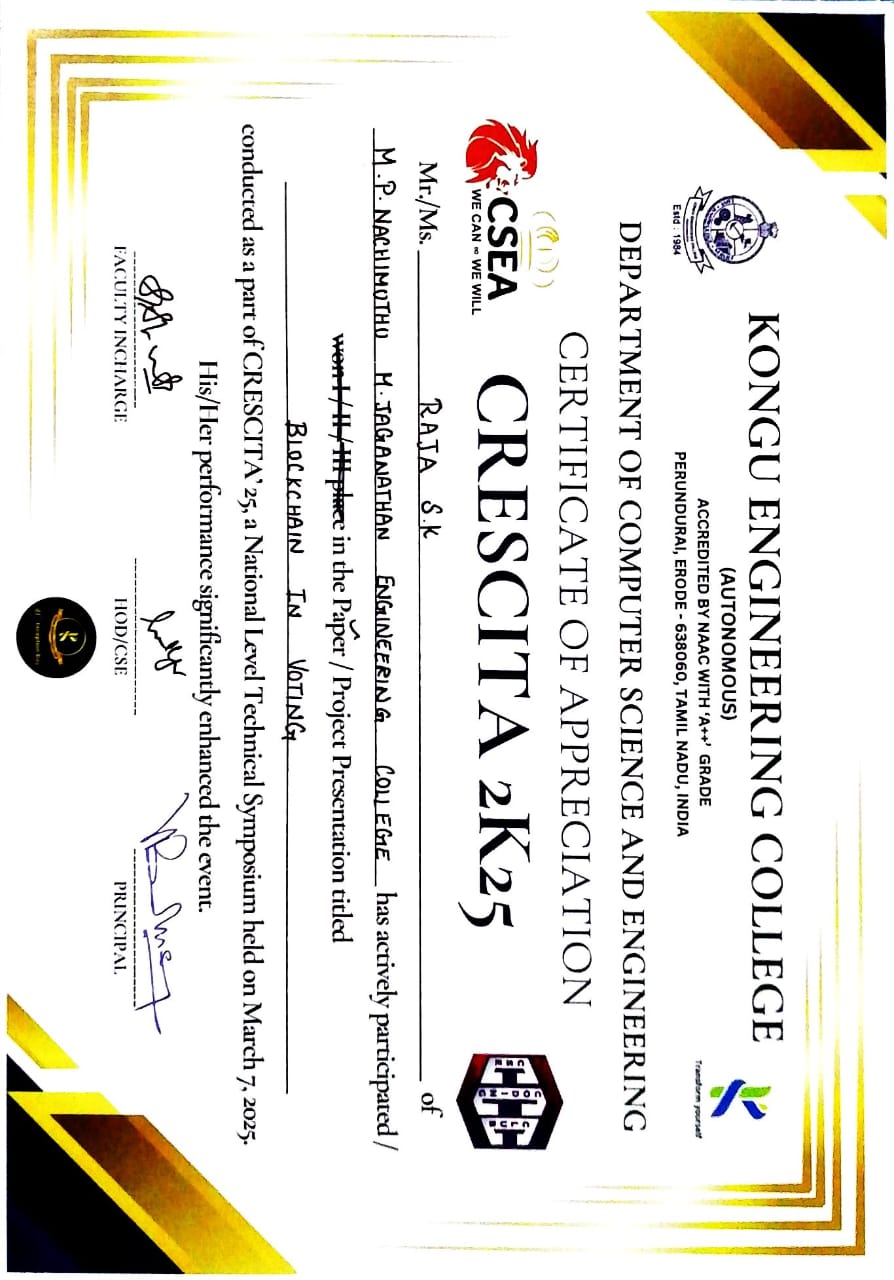 KONGU ENGINEERING COLLEGE
(AUTONOMOUS)
ACCREDITED BY NAAC WITH 'A++' GRADE
PERUNDURAI, ERODE - 638060, TAMIL NADU, INDIA
Estd : 1984
Transform yourself
DEPARTMENT OF COMPUTER SCIENCE AND ENGINEERING
CERTIFICATE OF APPRECIATION
CSEA
WE CAN ∞ WE WILL
CRESCITA 2K25
CSE
CODING
CLUB
Mr./Ms. RAJA S.K of
M.P.NACHIMUTHU M.JAGANATHAN ENGINEERING COLLEGE has actively participated /
won I / II / III place in the Paper / Project Presentation titled
BLOCKCHAIN IN VOTING
conducted as a part of CRESCITA'25, a National Level Technical Symposium held on March 7, 2025.
His/Her performance significantly enhanced the event.
FACULTY INCHARGE
HOD/CSE
PRINCIPAL